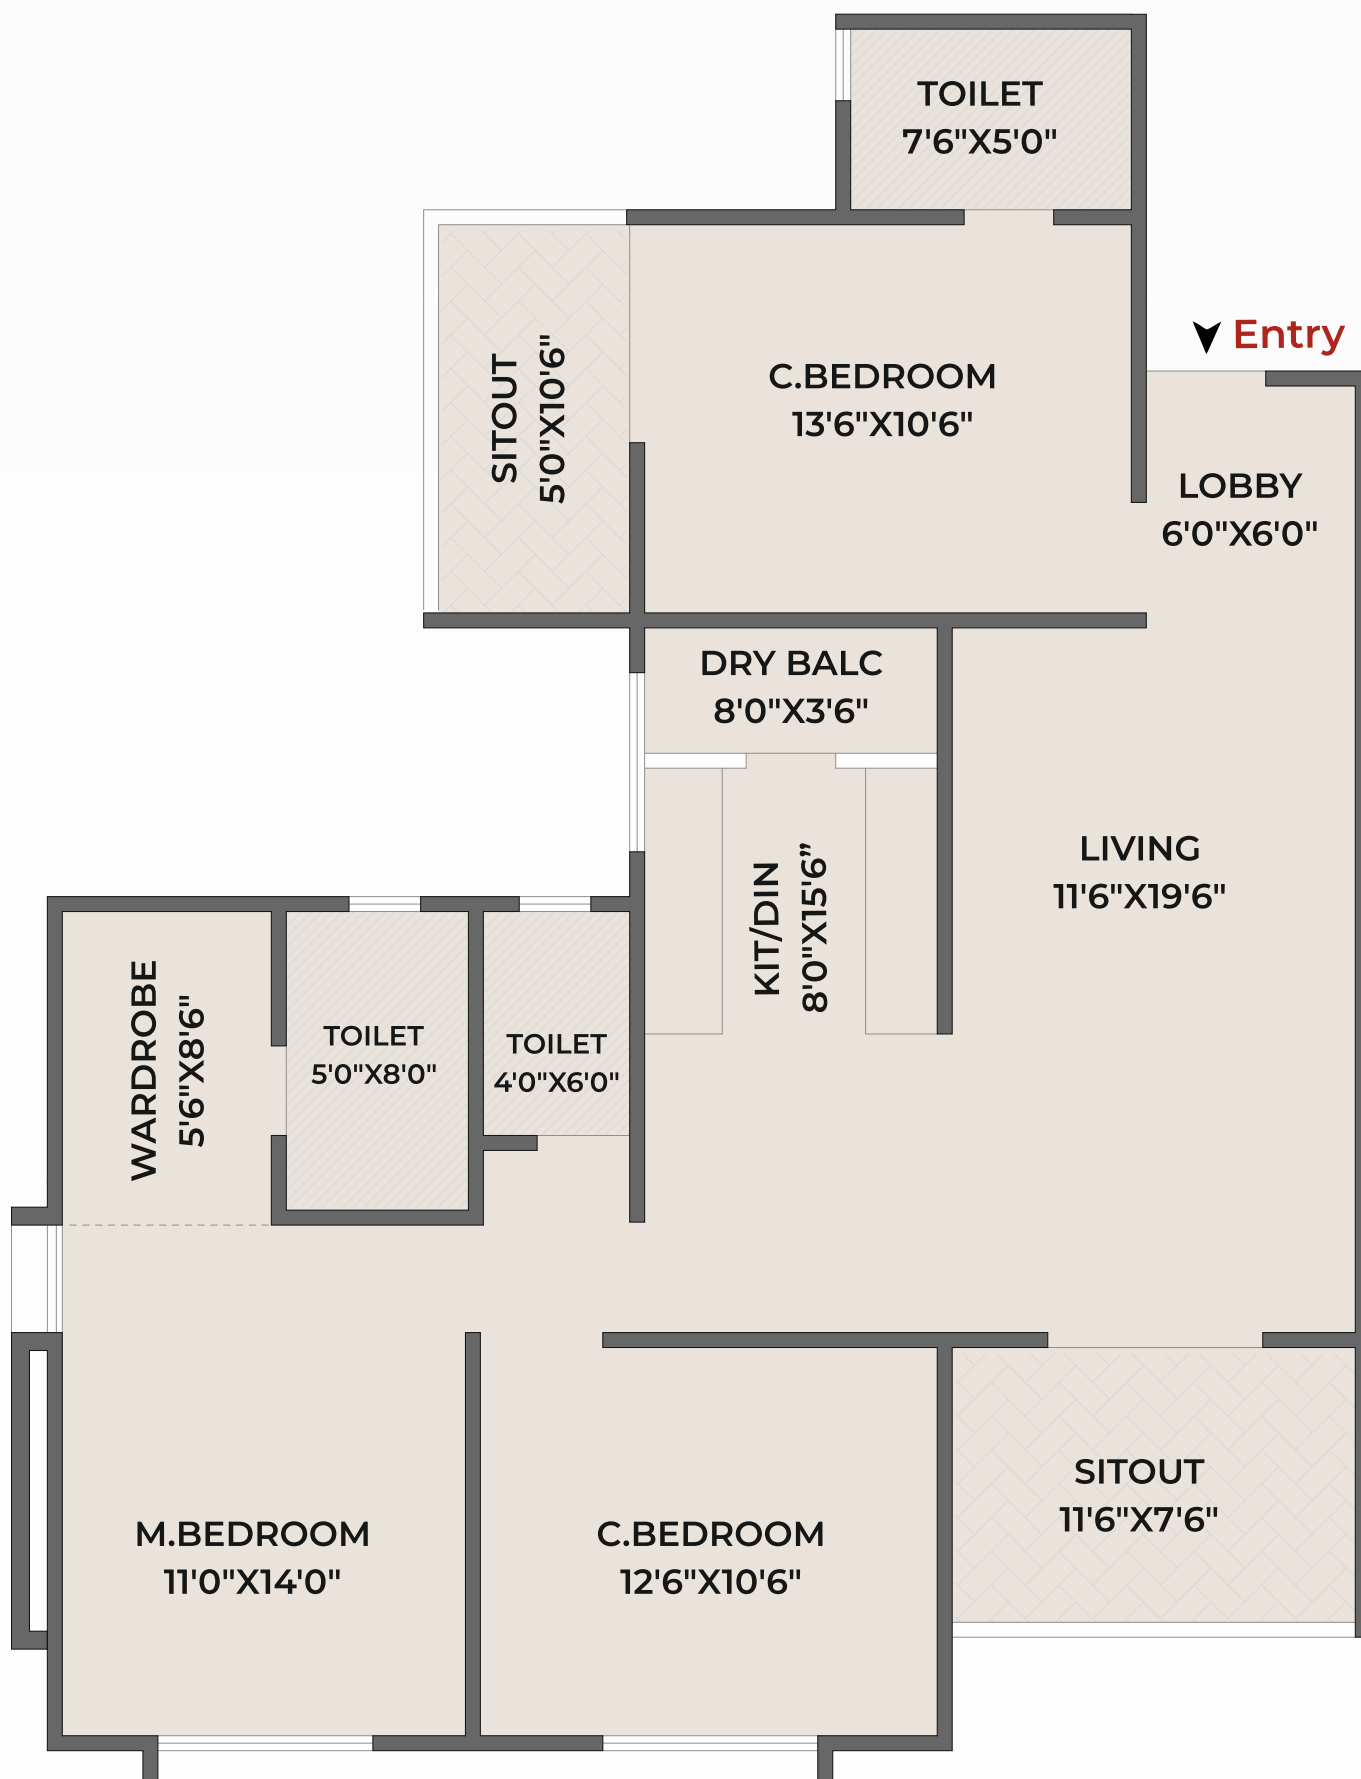 TOILET
7'6"X5'0"
Entry
SITOUT
5'0"X10'6"
C.BEDROOM
13'6"X10'6"
LOBBY
6'0"X6'0"
DRY BALC
8'0"X3'6"
LIVING
11'6"X19'6"
KIT/DIN
8'0"X15'6”
WARDROBE
5'6"X8'6"
TOILET
5'0"X8'0"
TOILET
4'0"X6'0"
M.BEDROOM
11'0"X14'0"
C.BEDROOM
12'6"X10'6"
SITOUT
11'6"X7'6"